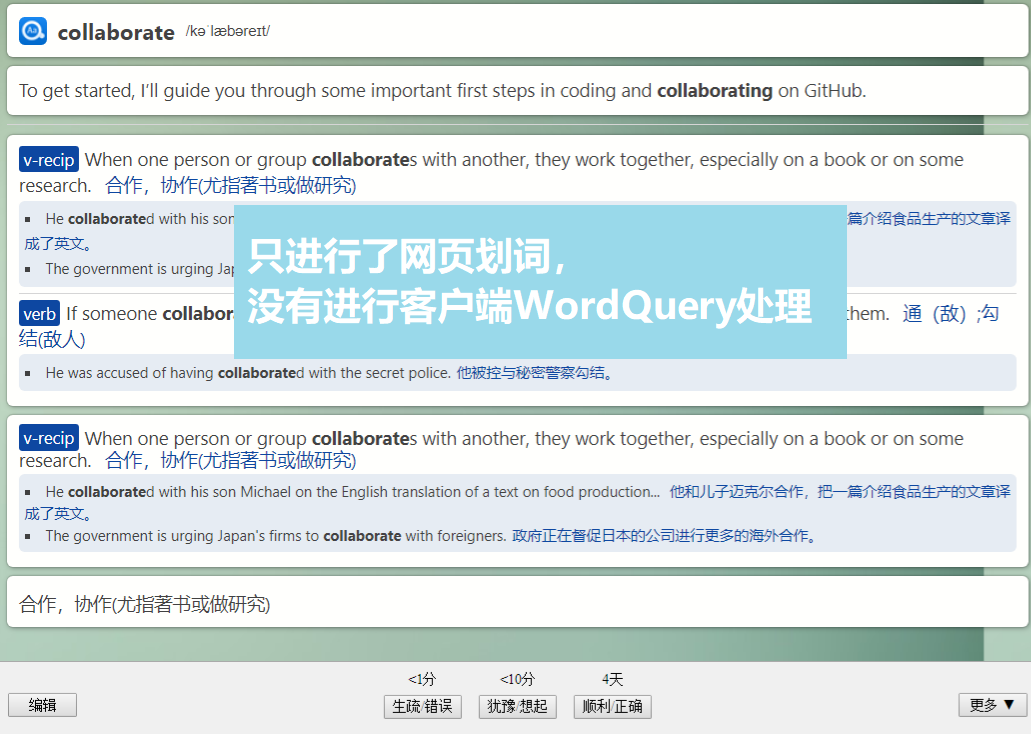 collaborate /kəˈlæbəreɪt/
To get started, I'll guide you through some important first steps in coding and collaborating on GitHub.
v-recip When one person or group collaborates with another, they work together, especially on a book or on some
research. 合作，协作(尤指著书或做研究)
▪ He collaborated with his son 篇介绍食品生产的文章译
成了英文。
▪ The government is urging Jap
只进行了网页划词，
没有进行客户端WordQuery处理
verb If someone collabor them. 通（敌）;勾
结(敌人)
▪ He was accused of having collaborated with the secret police. 他被控与秘密警察勾结。
v-recip When one person or group collaborates with another, they work together, especially on a book or on some
research. 合作，协作(尤指著书或做研究)
▪ He collaborated with his son Michael on the English translation of a text on food production... 他和儿子迈克尔合作，把一篇介绍食品生产的文章译
成了英文。
▪ The government is urging Japan's firms to collaborate with foreigners. 政府正在督促日本的公司进行更多的海外合作。
合作，协作(尤指著书或做研究)
<1分 <10分 4天
编辑 生疏/错误 犹豫/想起 顺利/正确 更多 ▼